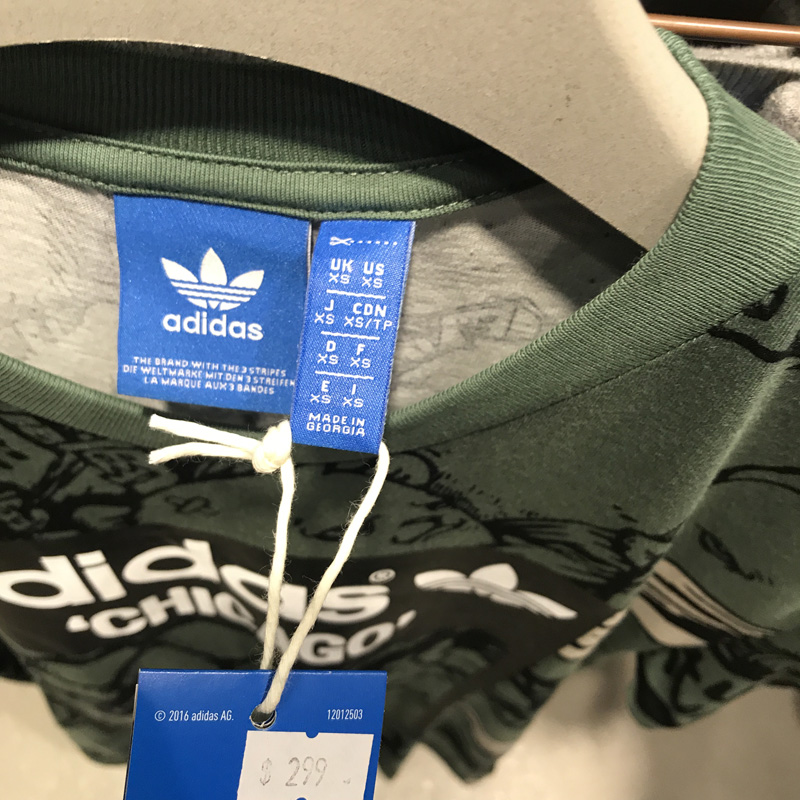 adidas
THE BRAND WITH THE 3 STRIPES
DIE WELTMARKE MIT DEN 3 STREIFEN
LA MARQUE AUX 3 BANDES
UK US
XS XS
J CDN
XS XS/TP
D F
XS XS
E I
XS XS
MADE IN
GEORGIA
adidas®
'CHICAGO'
© 2016 adidas AG. 12012503
$ 299